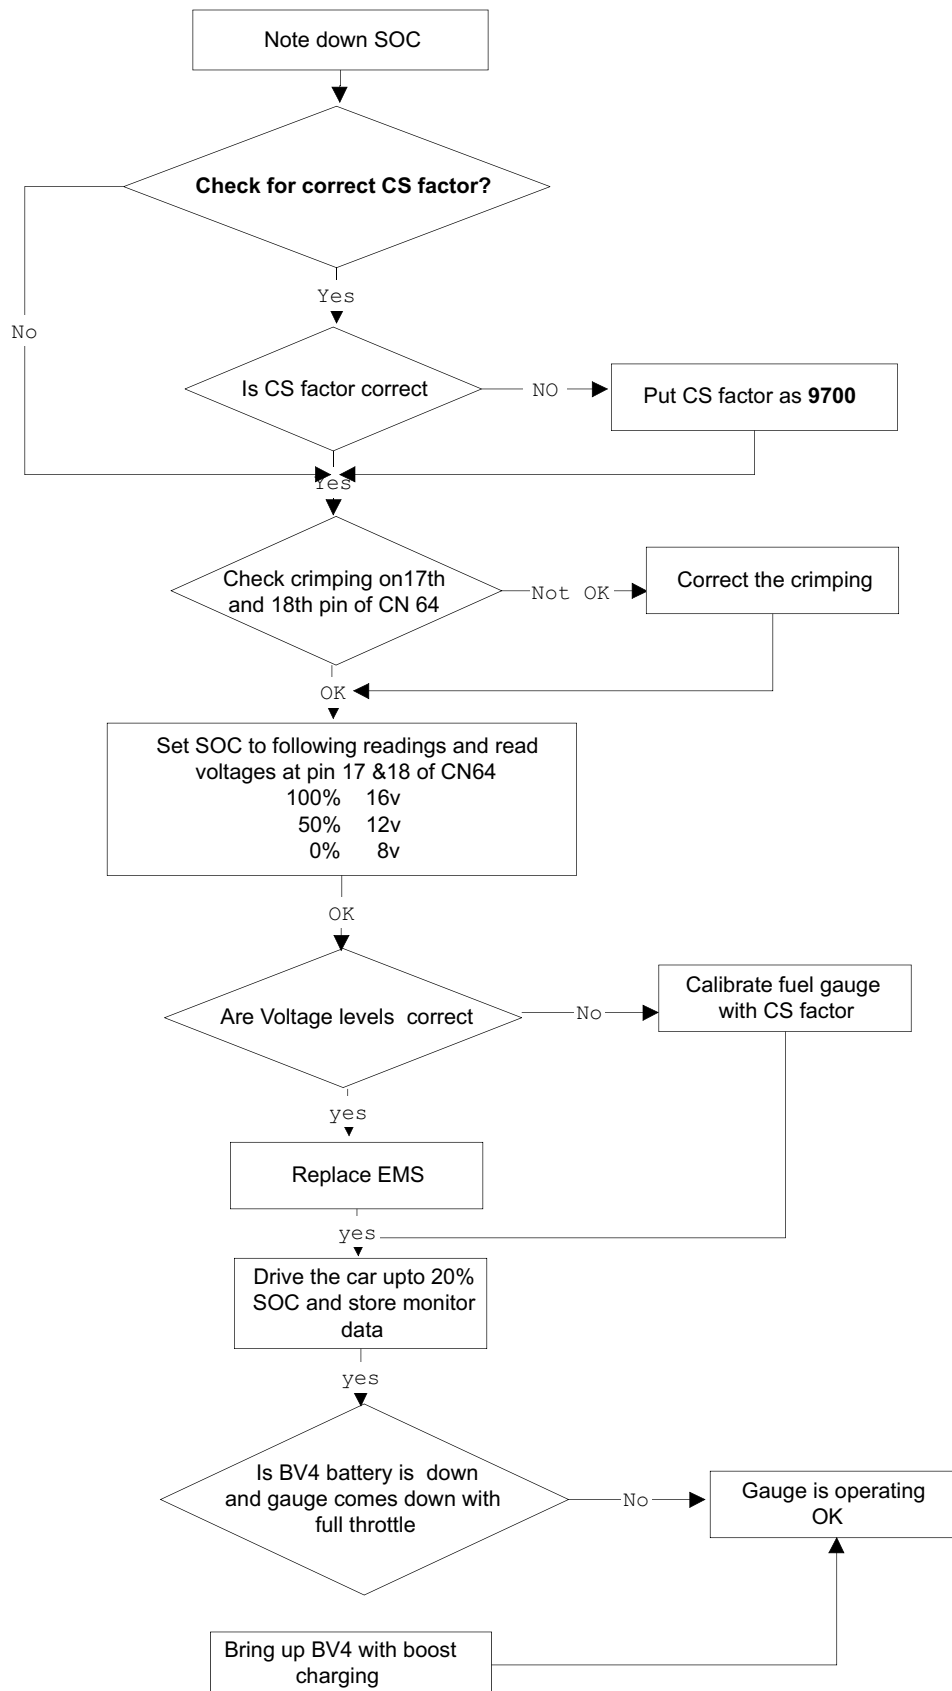 Note down SOC
Check for correct CS factor?
Yes
No
Is CS factor correct
NO
Put CS factor as 9700
Yes
Check crimping on17th
and 18th pin of CN 64
Not OK
Correct the crimping
OK
Set SOC to following readings and read
voltages at pin 17 &18 of CN64
100% 16v
50% 12v
0% 8v
OK
Are Voltage levels correct
No
Calibrate fuel gauge
with CS factor
yes
Replace EMS
yes
Drive the car upto 20%
SOC and store monitor
data
yes
Is BV4 battery is down
and gauge comes down with
full throttle
No
Gauge is operating
OK
Bring up BV4 with boost
charging